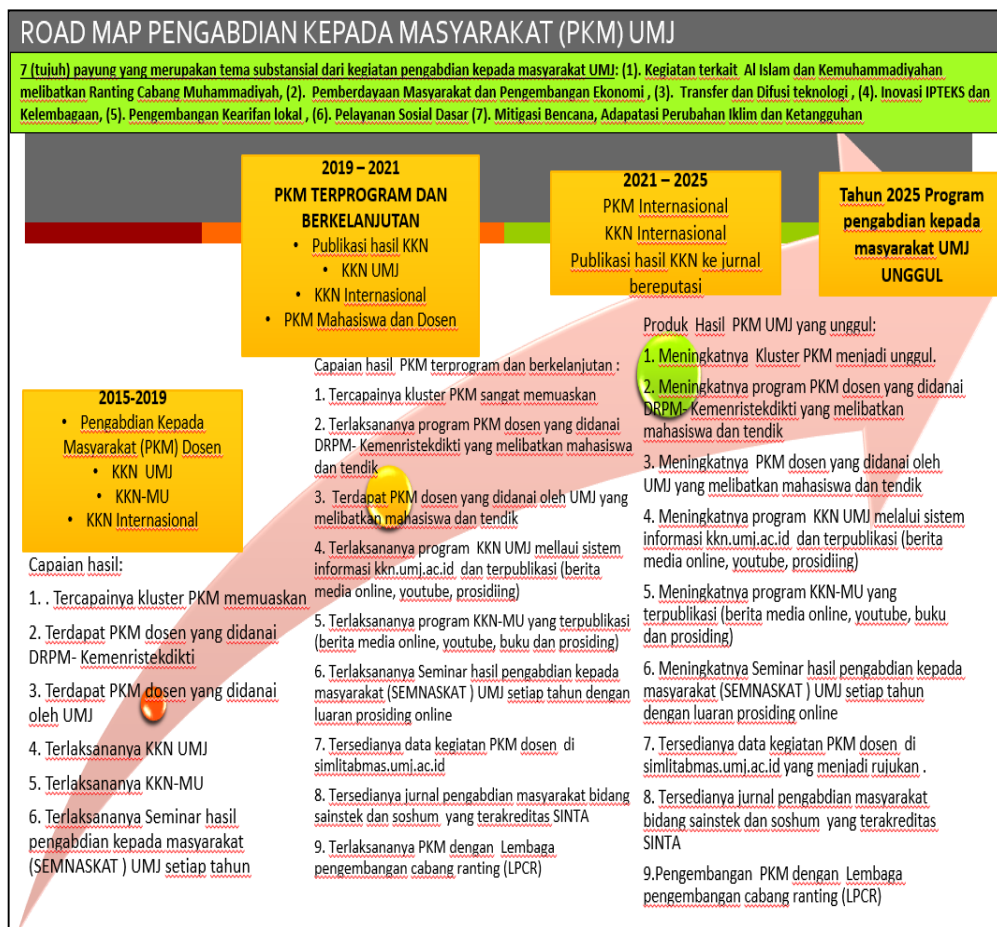 ROAD MAP PENGABDIAN KEPADA MASYARAKAT (PKM) UMJ
7 (tujuh) payung yang merupakan tema substansial dari kegiatan pengabdian kepada masyarakat UMJ: (1). Kegiatan terkait Al Islam dan Kemuhammadiyahan
melibatkan Ranting Cabang Muhammadiyah, (2). Pemberdayaan Masyarakat dan Pengembangan Ekonomi , (3). Transfer dan Difusi teknologi , (4). Inovasi IPTEKS dan
Kelembagaan, (5). Pengembangan Kearifan lokal , (6). Pelayanan Sosial Dasar (7). Mitigasi Bencana, Adapatasi Perubahan Iklim dan Ketangguhan
2015-2019
• Pengabdian Kepada
Masyarakat (PKM) Dosen
• KKN UMJ
• KKN-MU
• KKN Internasional
Capaian hasil:
1. . Tercapainya kluster PKM memuaskan
2. Terdapat PKM dosen yang didanai
DRPM- Kemenristekdikti
3. Terdapat PKM dosen yang didanai
oleh UMJ
4. Terlaksananya KKN UMJ
5. Terlaksananya KKN-MU
6. Terlaksananya Seminar hasil
pengabdian kepada masyarakat
(SEMNASKAT ) UMJ setiap tahun
2019 – 2021
PKM TERPROGRAM DAN
BERKELANJUTAN
• Publikasi hasil KKN
• KKN UMJ
• KKN Internasional
• PKM Mahasiswa dan Dosen
Capaian hasil PKM terprogram dan berkelanjutan :
1. Tercapainya kluster PKM sangat memuaskan
2. Terlaksananya program PKM dosen yang didanai
DRPM- Kemenristekdikti yang melibatkan mahasiswa
dan tendik
3. Terdapat PKM dosen yang didanai oleh UMJ yang
melibatkan mahasiswa dan tendik
4. Terlaksananya program KKN UMJ mellaui sistem
informasi kkn.umj.ac.id dan terpublikasi (berita
media online, youtube, prosidiing)
5. Terlaksananya program KKN-MU yang terpublikasi
(berita media online, youtube, buku dan prosiding)
6. Terlaksananya Seminar hasil pengabdian kepada
masyarakat (SEMNASKAT ) UMJ setiap tahun dengan
luaran prosiding online
7. Tersedianya data kegiatan PKM dosen di
simlitabmas.umj.ac.id
8. Tersedianya jurnal pengabdian masyarakat bidang
sainstek dan soshum yang terakreditas SINTA
9. Terlaksananya PKM dengan Lembaga
pengembangan cabang ranting (LPCR)
2021 – 2025
PKM Internasional
KKN Internasional
Publikasi hasil KKN ke jurnal
bereputasi
Produk Hasil PKM UMJ yang unggul:
1. Meningkatnya Kluster PKM menjadi unggul.
2. Meningkatnya program PKM dosen yang didanai
DRPM- Kemenristekdikti yang melibatkan
mahasiswa dan tendik
3. Meningkatnya PKM dosen yang didanai oleh
UMJ yang melibatkan mahasiswa dan tendik
4. Meningkatnya program KKN UMJ melalui sistem
informasi kkn.umj.ac.id dan terpublikasi (berita
media online, youtube, prosiding)
5. Meningkatnya program KKN-MU yang
terpublikasi (berita media online, youtube, buku
dan prosiding)
6. Meningkatnya Seminar hasil pengabdian kepada
masyarakat (SEMNASKAT ) UMJ setiap tahun
dengan luaran prosiding online
7. Tersedianya data kegiatan PKM dosen di
simlitabmas.umj.ac.id yang menjadi rujukan .
8. Tersedianya jurnal pengabdian masyarakat
bidang sainstek dan soshum yang terakreditas
SINTA
9.Pengembangan PKM dengan Lembaga
pengembangan cabang ranting (LPCR)
Tahun 2025 Program
pengabdian kepada
masyarakat UMJ
UNGGUL